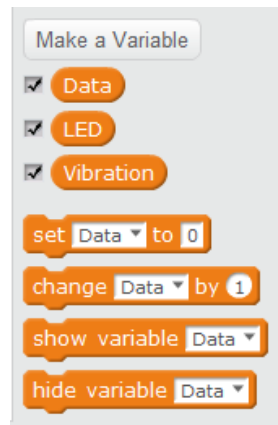 Make a Variable
Data
LED
Vibration
set Data to 0
change Data by 1
show variable Data
hide variable Data